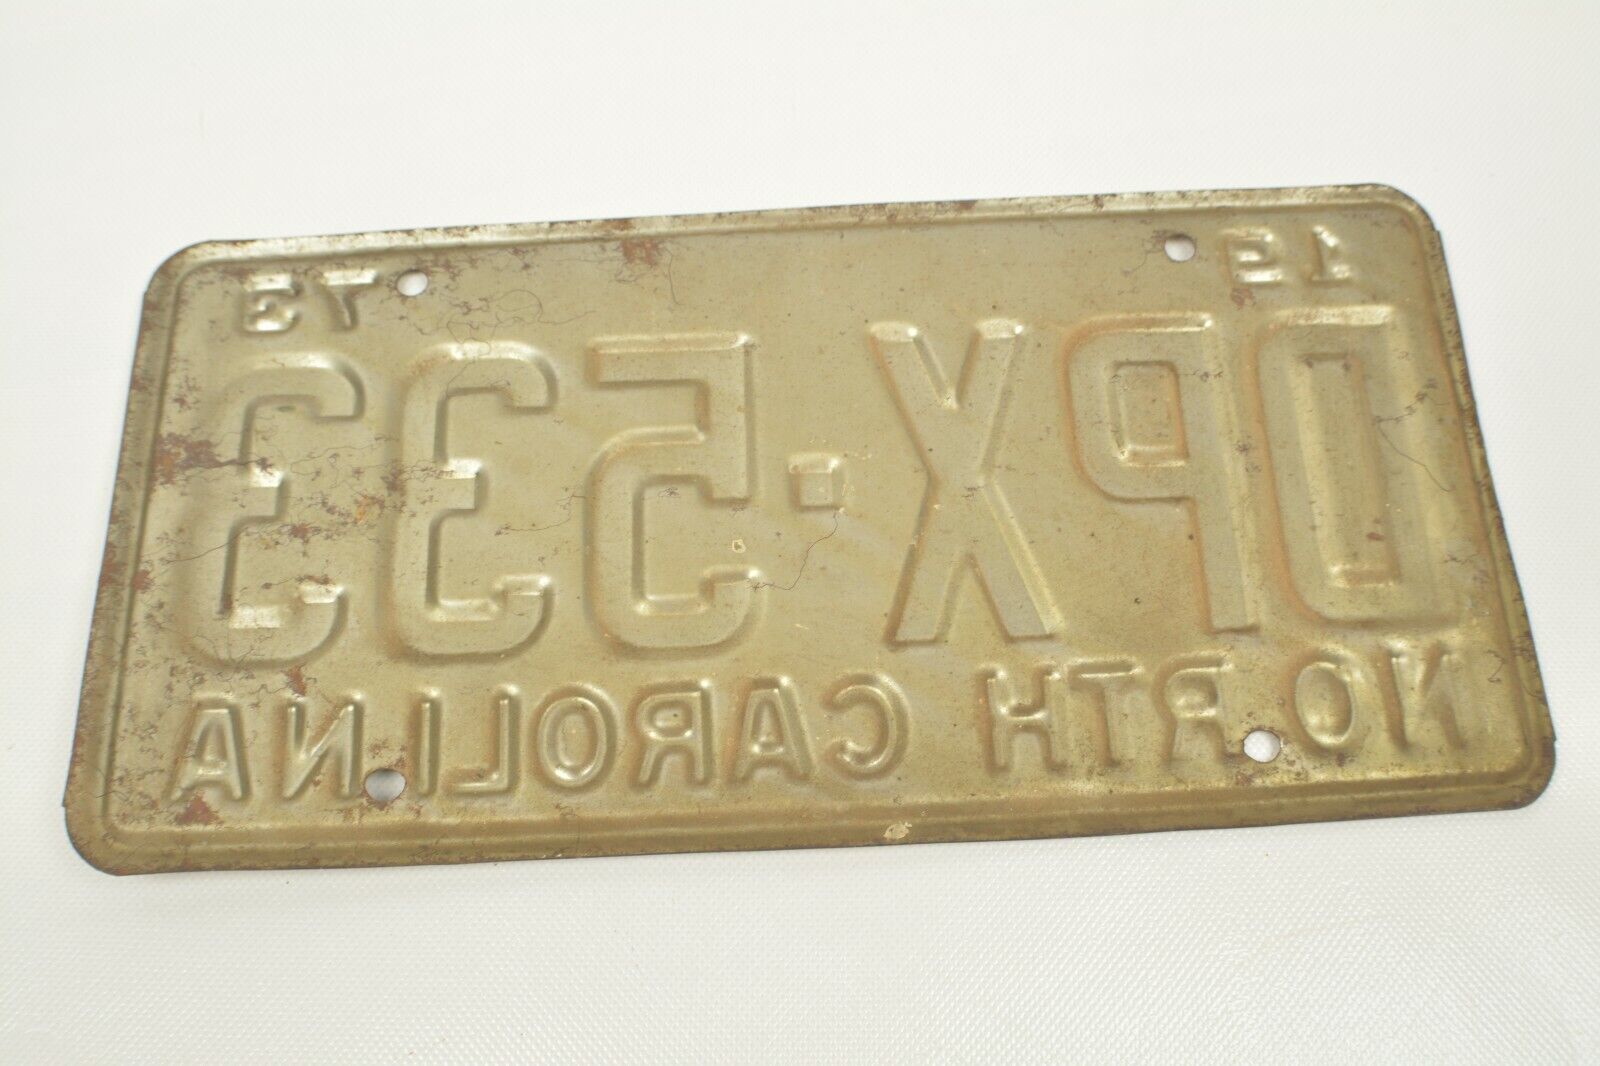 19 73
DPX·533
NORTH CAROLINA